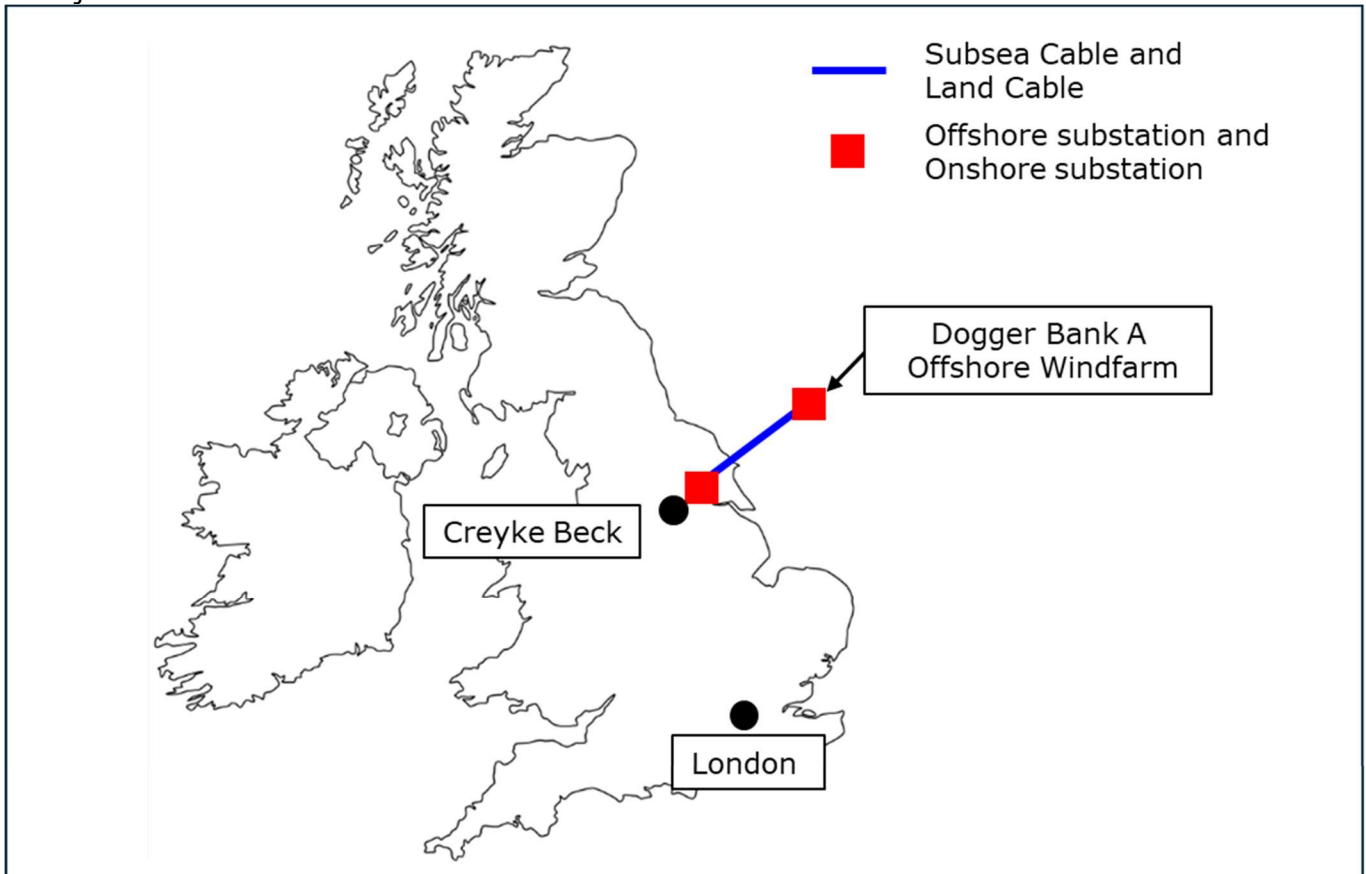 Subsea Cable and
Land Cable
Offshore substation and
Onshore substation
Dogger Bank A
Offshore Windfarm
Creyke Beck
London